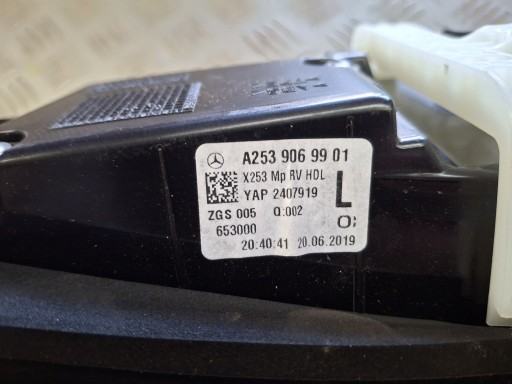 A253 906 99 01
X253 Mp RV HDL
YAP 2407919
L
ZGS 005 Q:002
653000
O:
20:40:41 20.06.2019